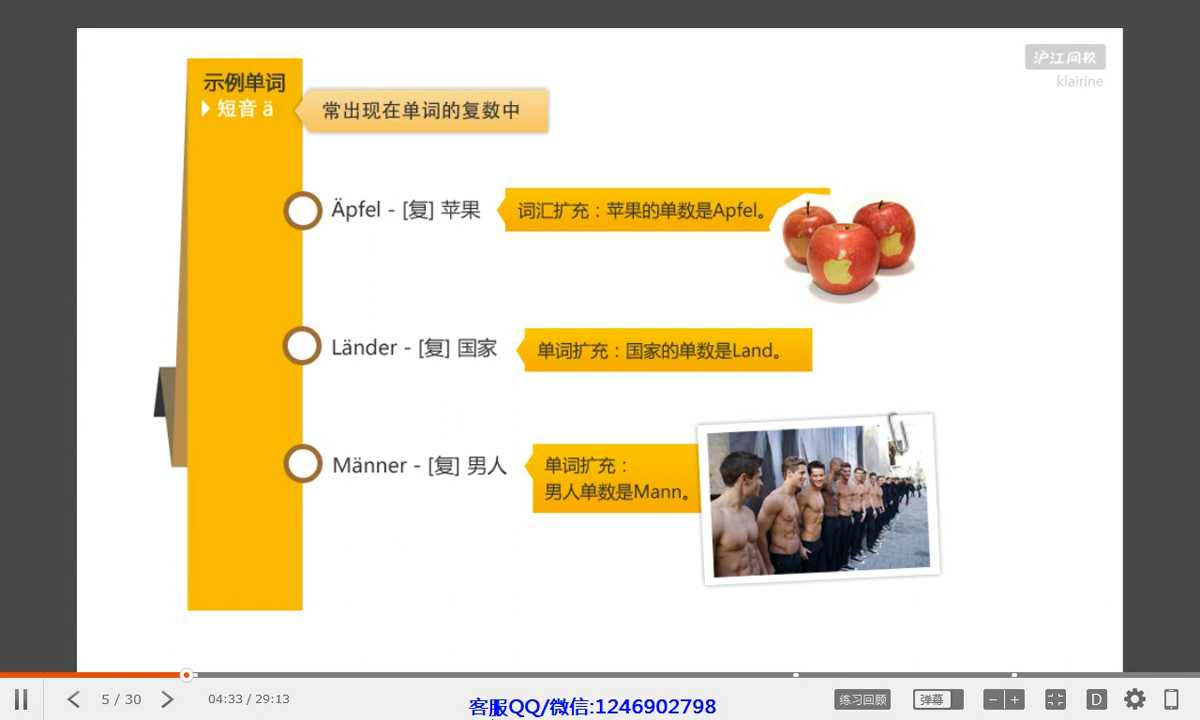 沪江网校
klairine
示例单词
短音 ä
常出现在单词的复数中
Äpfel - [复] 苹果
词汇扩充：苹果的单数是Apfel。
Länder - [复] 国家
单词扩充：国家的单数是Land。
Männer - [复] 男人
单词扩充：
男人单数是Mann。
5 / 30
04:33 / 29:13
客服QQ/微信:1246902798
练习回顾
弹幕
D